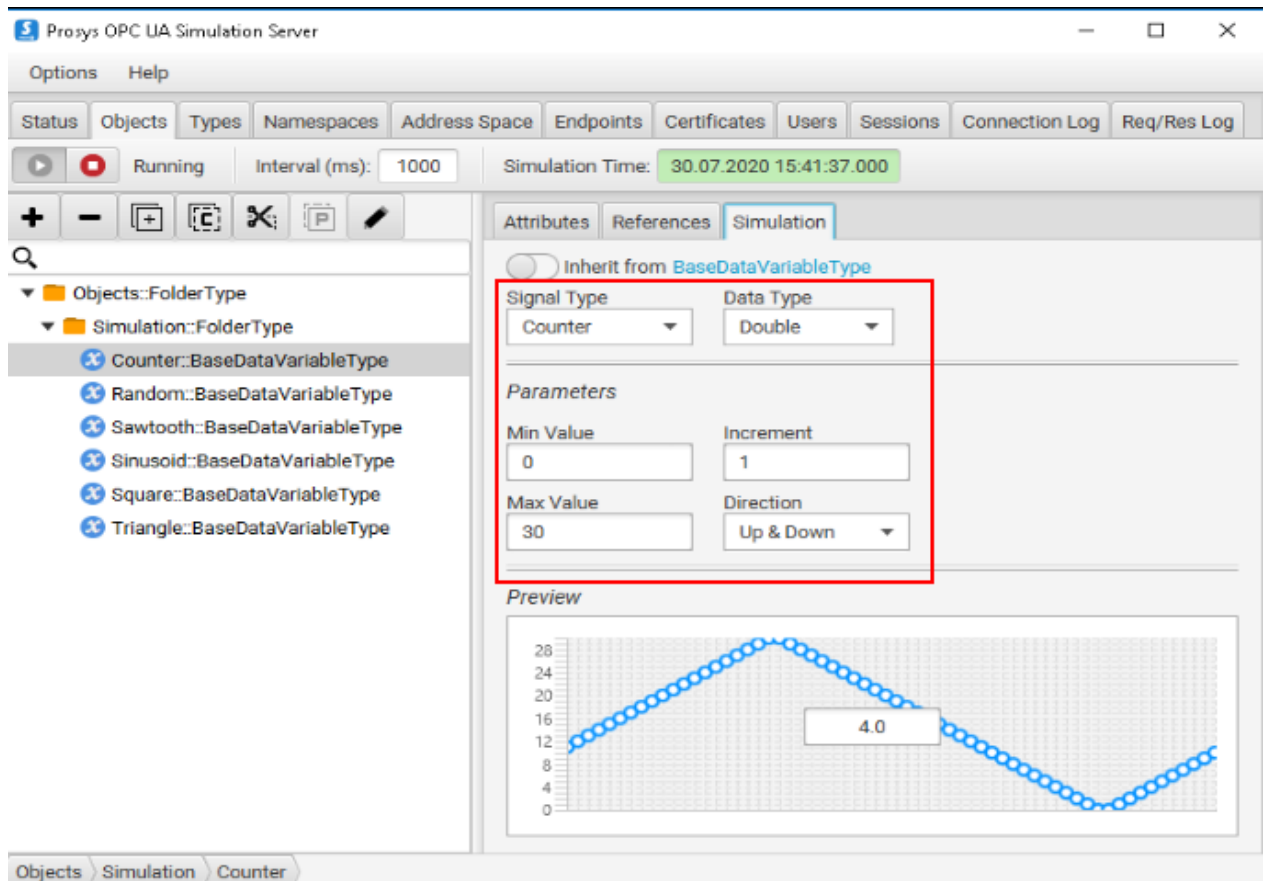 Prosys OPC UA Simulation Server
Options Help
Status Objects Types Namespaces Address Space Endpoints Certificates Users Sessions Connection Log Req/Res Log
Running Interval (ms): 1000 Simulation Time: 30.07.2020 15:41:37.000
Attributes References Simulation
Inherit from BaseDataVariableType
Objects::FolderType
Simulation::FolderType
Counter::BaseDataVariableType
Random::BaseDataVariableType
Sawtooth::BaseDataVariableType
Sinusoid::BaseDataVariableType
Square::BaseDataVariableType
Triangle::BaseDataVariableType
Signal Type Data Type
Counter Double
Parameters
Min Value Increment
0 1
Max Value Direction
30 Up & Down
Preview
28
24
20
16
12
8
4
0
4.0
Objects Simulation Counter